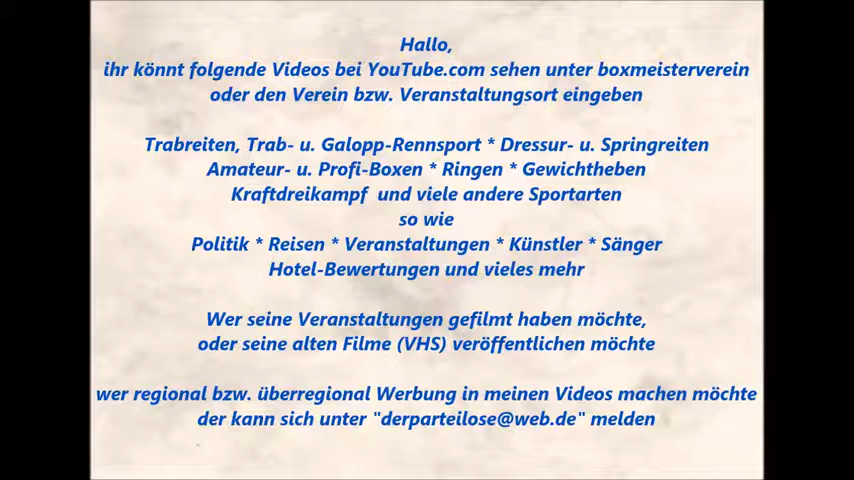 Hallo,
ihr könnt folgende Videos bei YouTube.com sehen unter boxmeisterverein
oder den Verein bzw. Veranstaltungsort eingeben
Trabreiten, Trab- u. Galopp-Rennsport * Dressur- u. Springreiten
Amateur- u. Profi-Boxen * Ringen * Gewichtheben
Kraftdreikampf und viele andere Sportarten
so wie
Politik * Reisen * Veranstaltungen * Künstler * Sänger
Hotel-Bewertungen und vieles mehr
Wer seine Veranstaltungen gefilmt haben möchte,
oder seine alten Filme (VHS) veröffentlichen möchte
wer regional bzw. überregional Werbung in meinen Videos machen möchte
der kann sich unter "derparteilose@web.de" melden